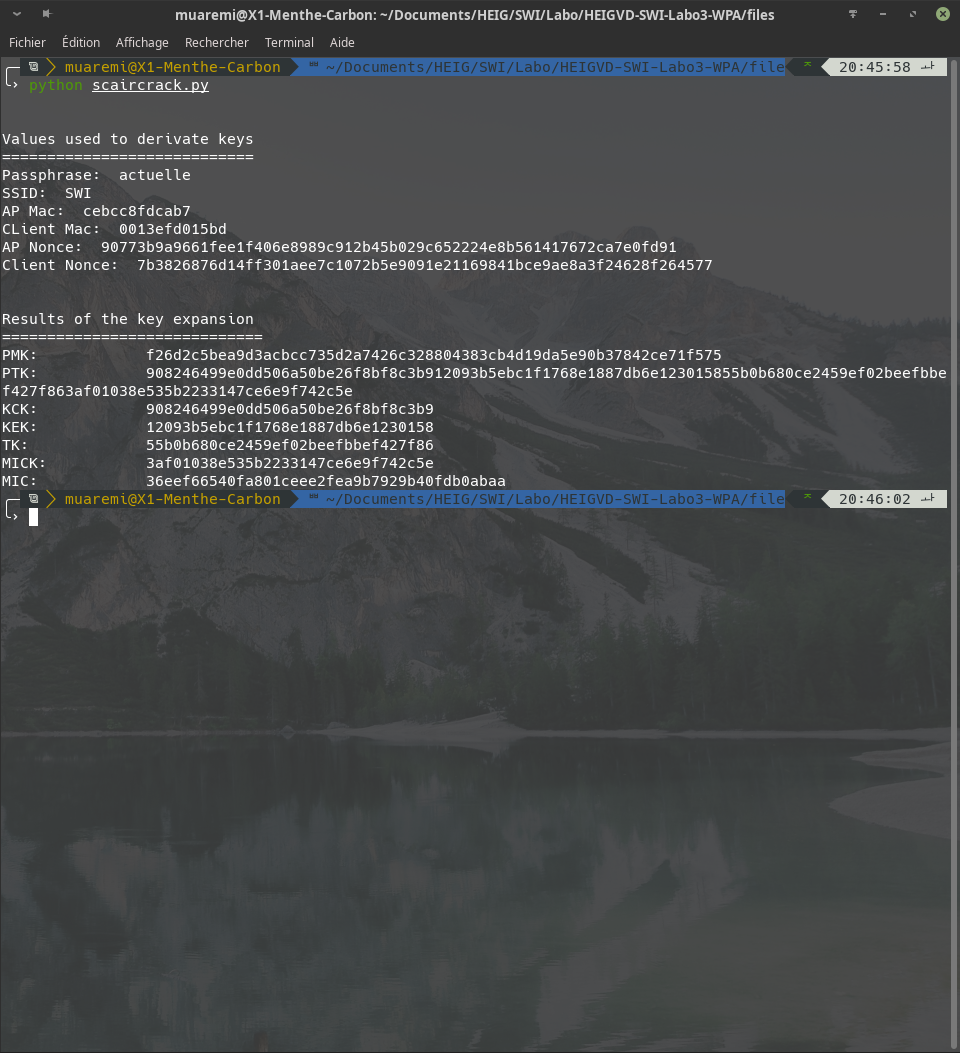 muaremi@X1-Menthe-Carbon: ~/Documents/HEIG/SWI/Labo/HEIGVD-SWI-Labo3-WPA/files
Fichier Édition Affichage Rechercher Terminal Aide
muaremi@X1-Menthe-Carbon ~/Documents/HEIG/SWI/Labo/HEIGVD-SWI-Labo3-WPA/file 20:45:58
python scaircrack.py
Values used to derivate keys
============================
Passphrase:  actuelle
SSID:  SWI
AP Mac:  cebcc8fdcab7
CLient Mac:  0013efd015bd
AP Nonce:  90773b9a9661fee1f406e8989c912b45b029c652224e8b561417672ca7e0fd91
Client Nonce:  7b3826876d14ff301aee7c1072b5e9091e21169841bce9ae8a3f24628f264577
Results of the key expansion
=============================
PMK:            f26d2c5bea9d3acbcc735d2a7426c328804383cb4d19da5e90b37842ce71f575
PTK:            908246499e0dd506a50be26f8bf8c3b912093b5ebc1f1768e1887db6e123015855b0b680ce2459ef02beefbbe
f427f863af01038e535b2233147ce6e9f742c5e
KCK:            908246499e0dd506a50be26f8bf8c3b9
KEK:            12093b5ebc1f1768e1887db6e1230158
TK:             55b0b680ce2459ef02beefbbef427f86
MICK:           3af01038e535b2233147ce6e9f742c5e
MIC:            36eef66540fa801ceee2fea9b7929b40fdb0abaa
muaremi@X1-Menthe-Carbon ~/Documents/HEIG/SWI/Labo/HEIGVD-SWI-Labo3-WPA/file 20:46:02